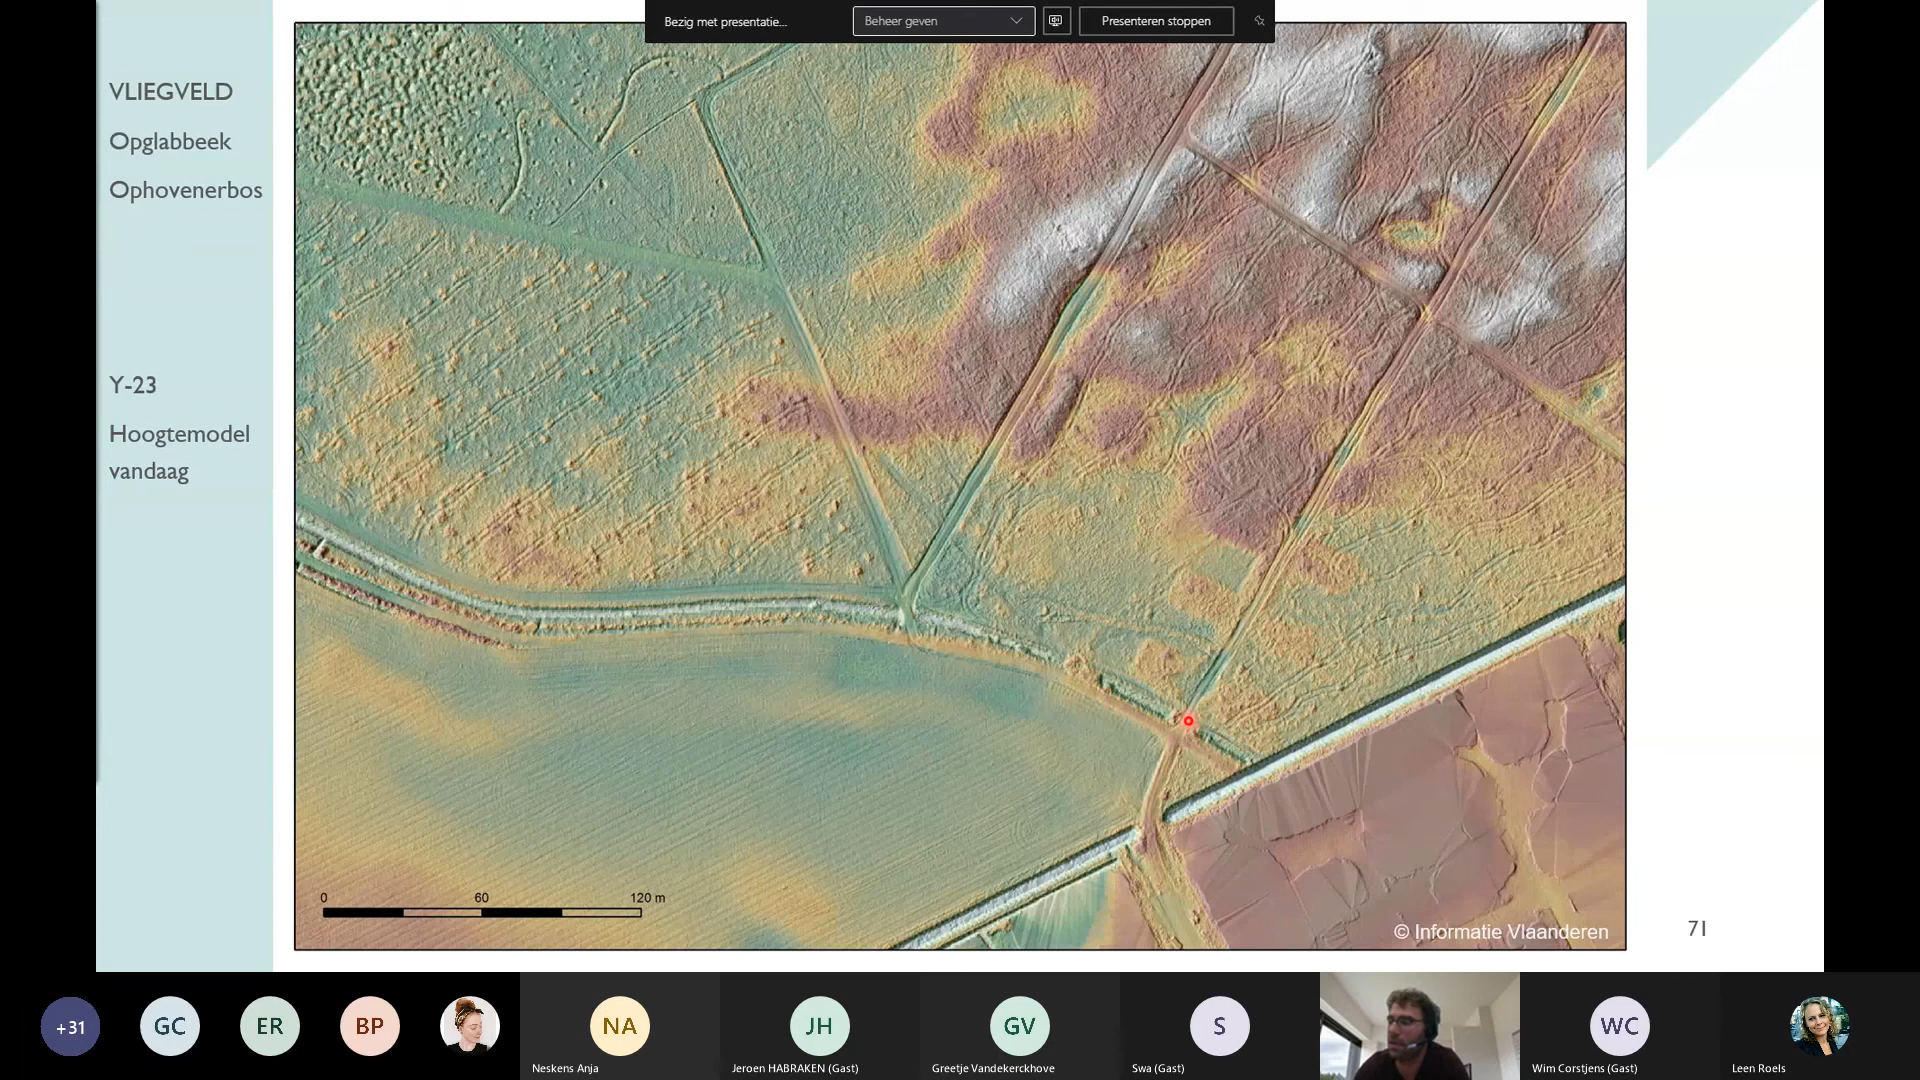 Bezig met presentatie...
Beheer geven
Presenteren stoppen
VLIEGVELD
Opglabbeek
Ophovenerbos
Y-23
Hoogtemodel
vandaag
0 60 120 m
© Informatie Vlaanderen
71
+31
GC
ER
BP
NA
JH
GV
S
WC
Neskens Anja
Jeroen HABRAKEN (Gast)
Greetje Vandekerckhove
Swa (Gast)
Wim Corstjens (Gast)
Leen Roels